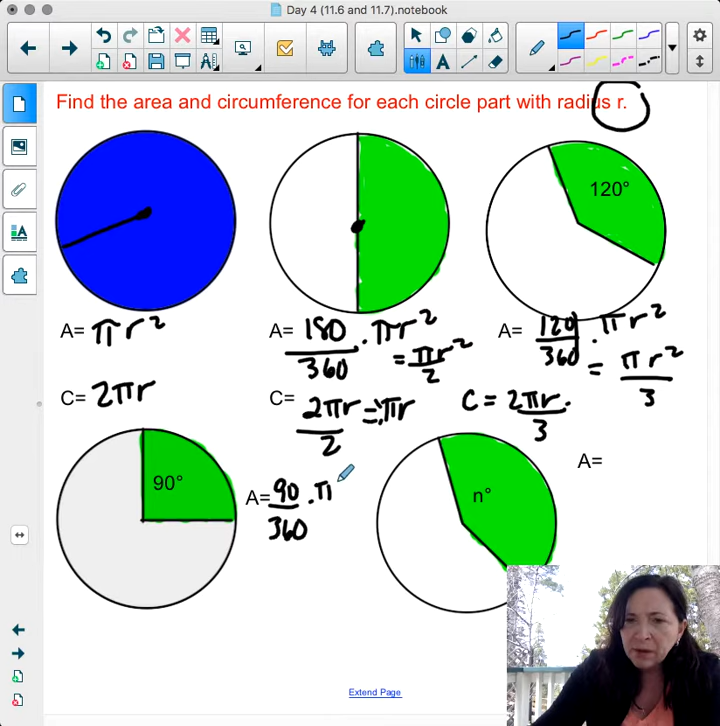 Day 4 (11.6 and 11.7).notebook
Find the area and circumference for each circle part with radius r.
120°
A= πr²
A= 180/360 · πr² = πr²/2
A= 120/360 · πr² = πr²/3
C= 2πr
C= 2πr/2 = πr
C = 2πr/3
90°
A= 90/360 · π
n°
A=
Extend Page